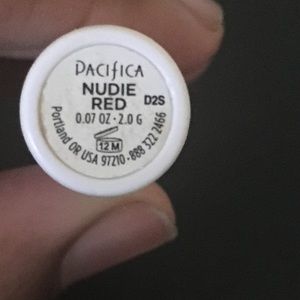 PACIFICA
NUDIE
RED D2S
0.07 OZ · 2.0 G
12 M
Portland OR USA 97210 · 888 322 2466